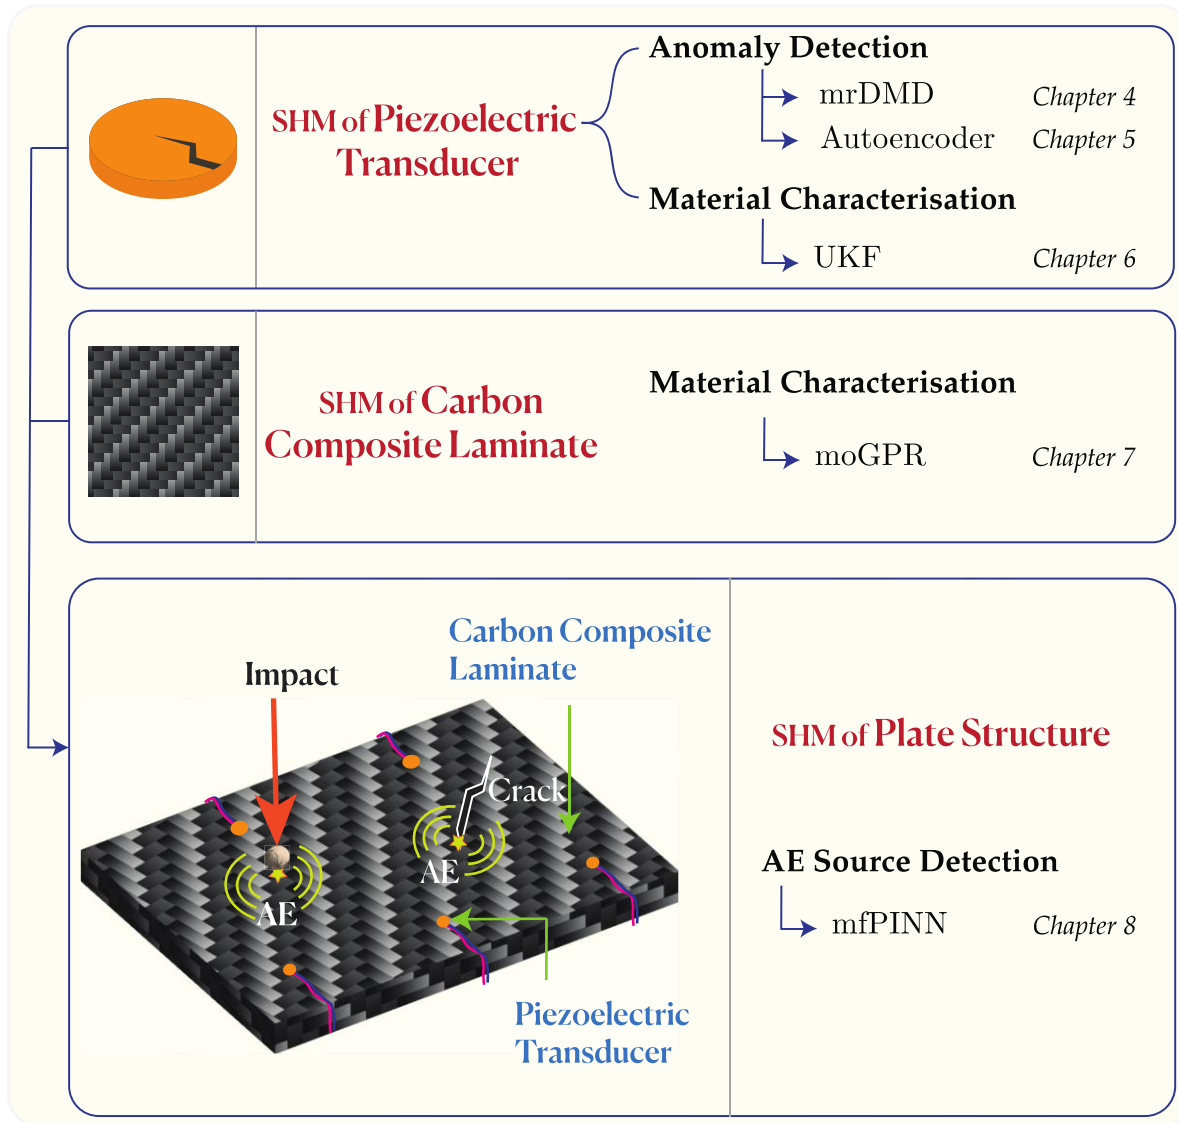 Anomaly Detection
mrDMD Chapter 4
SHM of Piezoelectric
Transducer
Autoencoder Chapter 5
Material Characterisation
UKF Chapter 6
Material Characterisation
SHM of Carbon
Composite Laminate
moGPR Chapter 7
Carbon Composite
Laminate
Impact
Crack
AE
AE
Piezoelectric
Transducer
SHM of Plate Structure
AE Source Detection
mfPINN Chapter 8